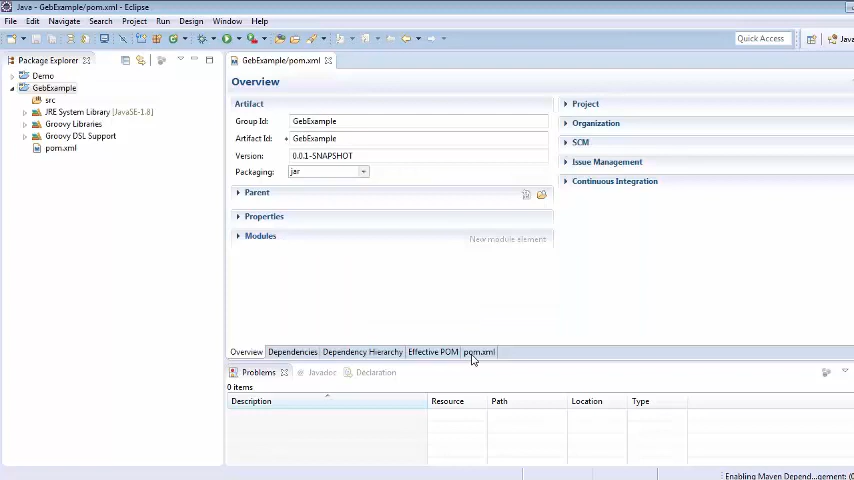 Java - GebExample/pom.xml - Eclipse
File Edit Navigate Search Project Run Design Window Help
Quick Access
Java
Package Explorer
GebExample/pom.xml
Demo
GebExample
src
JRE System Library [JavaSE-1.8]
Groovy Libraries
Groovy DSL Support
pom.xml
Overview
Artifact
Group Id: GebExample
Artifact Id: GebExample
Version: 0.0.1-SNAPSHOT
Packaging: jar
Parent
Properties
Modules
New module element
Project
Organization
SCM
Issue Management
Continuous Integration
Overview Dependencies Dependency Hierarchy Effective POM pom.xml
Problems Javadoc Declaration
0 items
Description Resource Path Location Type
Enabling Maven Depend...gement: (0